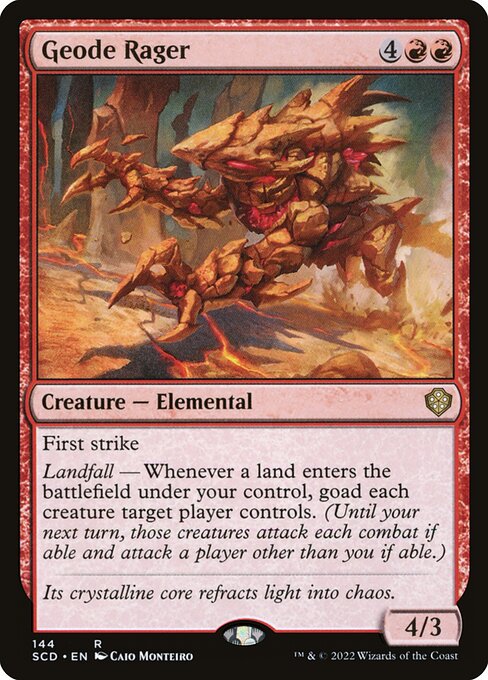 Geode Rager 4
Creature — Elemental
First strike
Landfall — Whenever a land enters the
battlefield under your control, goad each
creature target player controls. (Until your
next turn, those creatures attack each combat if
able and attack a player other than you if able.)
Its crystalline core refracts light into chaos.
4/3
144 R
SCD • EN Caio Monteiro
™ & © 2022 Wizards of the Coast